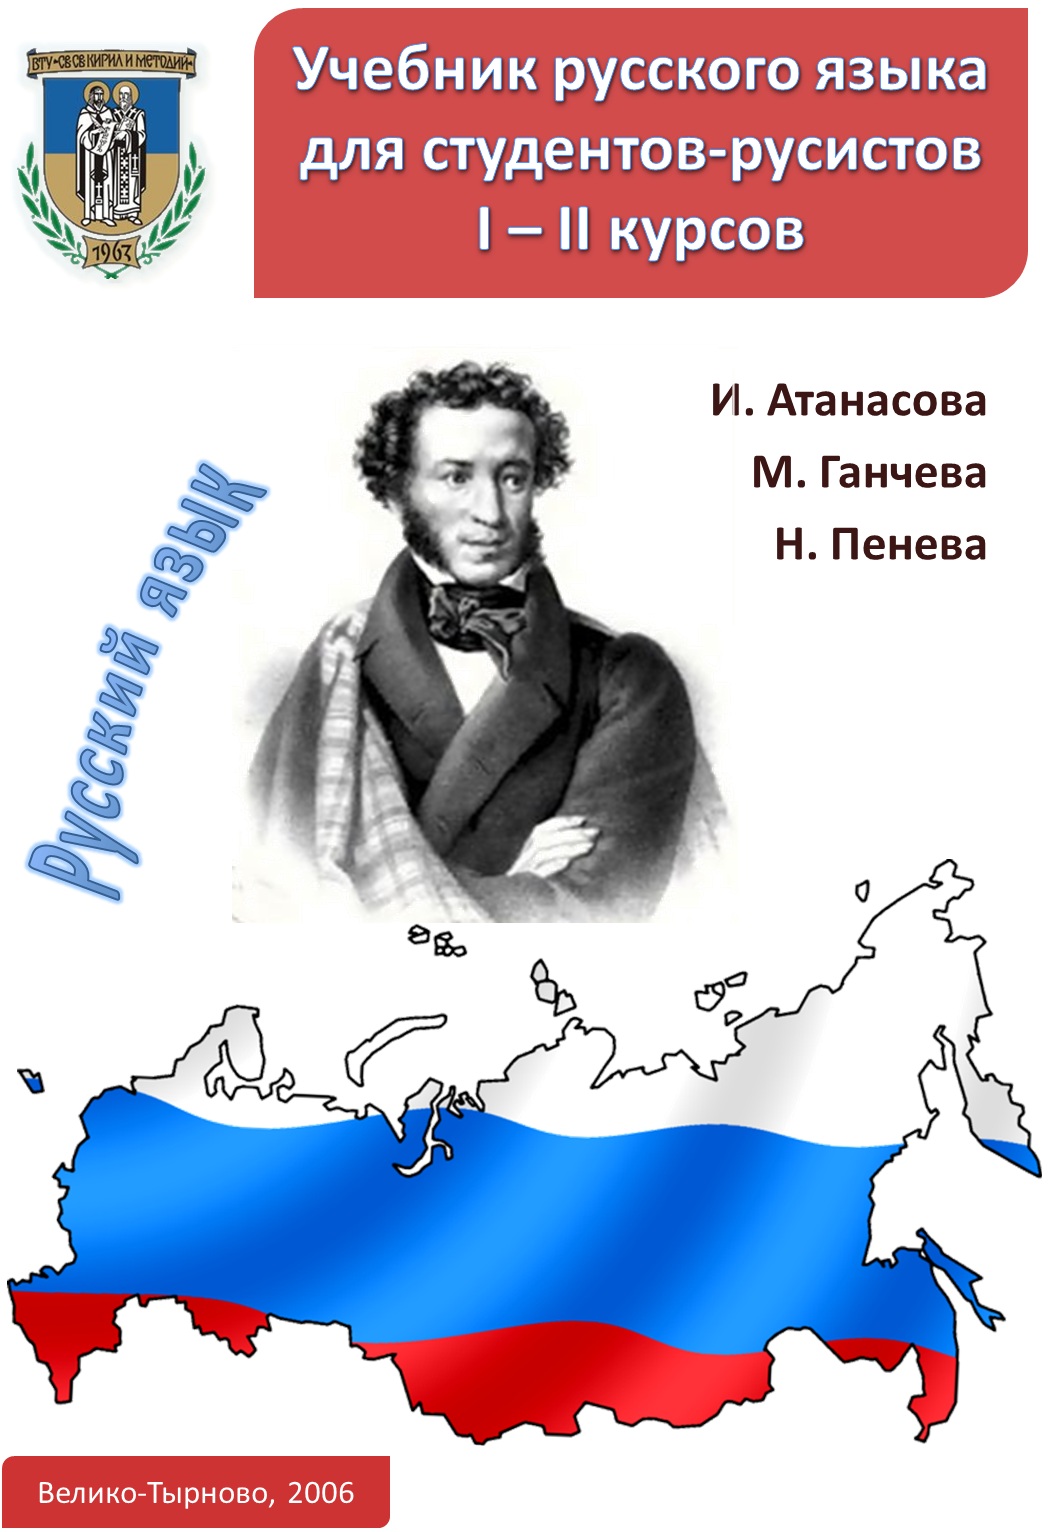 ВТУ "СВ СВ КИРИЛ И МЕТОДИЙ"
1963
Учебник русского языка
для студентов-русистов
I – II курсов
И. Атанасова
М. Ганчева
Н. Пенева
Русский язык
Велико-Тырново, 2006